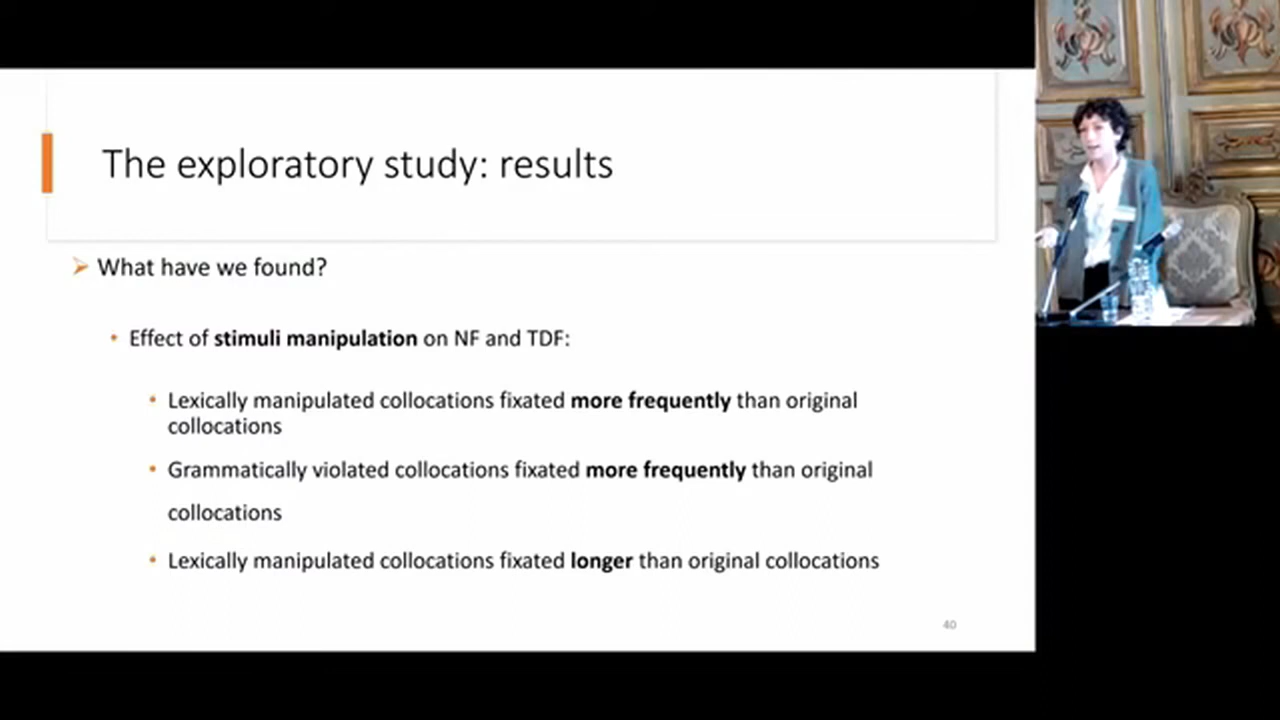 The exploratory study: results
➤ What have we found?
• Effect of stimuli manipulation on NF and TDF:
• Lexically manipulated collocations fixated more frequently than original
collocations
• Grammatically violated collocations fixated more frequently than original
collocations
• Lexically manipulated collocations fixated longer than original collocations
40